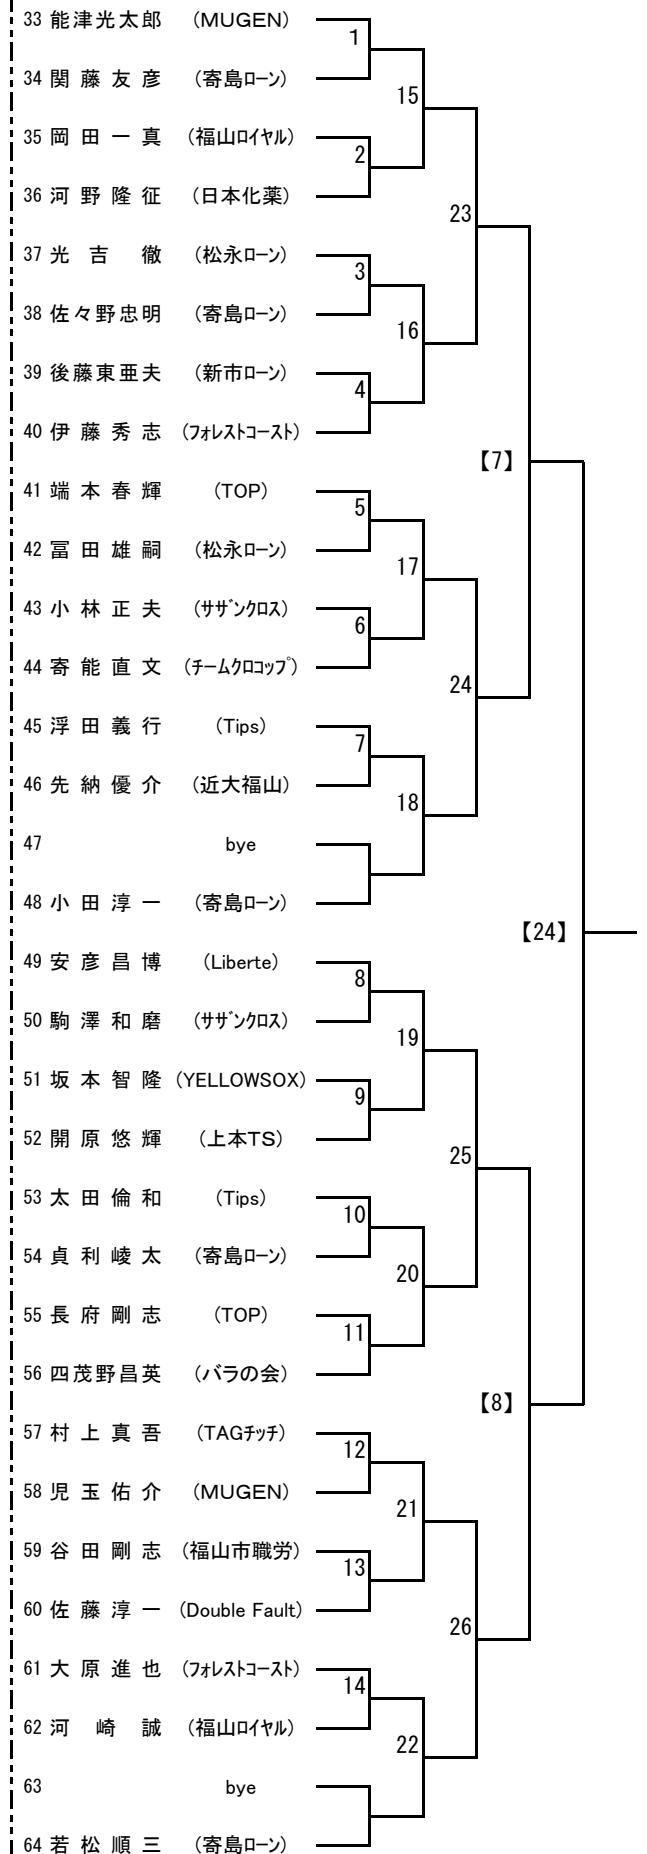 33 能津光太郎 (MUGEN)
1
34 関藤友彦 (寄島ﾛｰﾝ)
15
35 岡田一真 (福山ﾛｲﾔﾙ)
2
36 河野隆征 (日本化薬)
23
37 光吉 徹 (松永ﾛｰﾝ)
3
38 佐々野忠明 (寄島ﾛｰﾝ)
16
39 後藤東亜夫 (新市ﾛｰﾝ)
4
40 伊藤秀志 (ﾌｫﾚｽﾄｺｰｽﾄ)
【7】
41 端本春輝 (TOP)
5
42 冨田雄嗣 (松永ﾛｰﾝ)
17
43 小林正夫 (ｻｻﾞﾝｸﾛｽ)
6
44 寄能直文 (ﾁｰﾑｸﾛｺｯﾌﾟ)
24
45 浮田義行 (Tips)
7
46 先納優介 (近大福山)
18
47 bye
48 小田淳一 (寄島ﾛｰﾝ)
【24】
49 安彦昌博 (Liberte)
8
50 駒澤和磨 (ｻｻﾞﾝｸﾛｽ)
19
51 坂本智隆 (YELLOWSOX)
9
52 開原悠輝 (上本TS)
25
53 太田倫和 (Tips)
10
54 貞利崚太 (寄島ﾛｰﾝ)
20
55 長府剛志 (TOP)
11
56 四茂野昌英 (バラの会)
【8】
57 村上真吾 (TAGﾁｯﾁ)
12
58 児玉佑介 (MUGEN)
21
59 谷田剛志 (福山市職労)
13
60 佐藤淳一 (Double Fault)
26
61 大原進也 (ﾌｫﾚｽﾄｺｰｽﾄ)
14
62 河崎誠 (福山ﾛｲﾔﾙ)
22
63 bye
64 若松順三 (寄島ﾛｰﾝ)